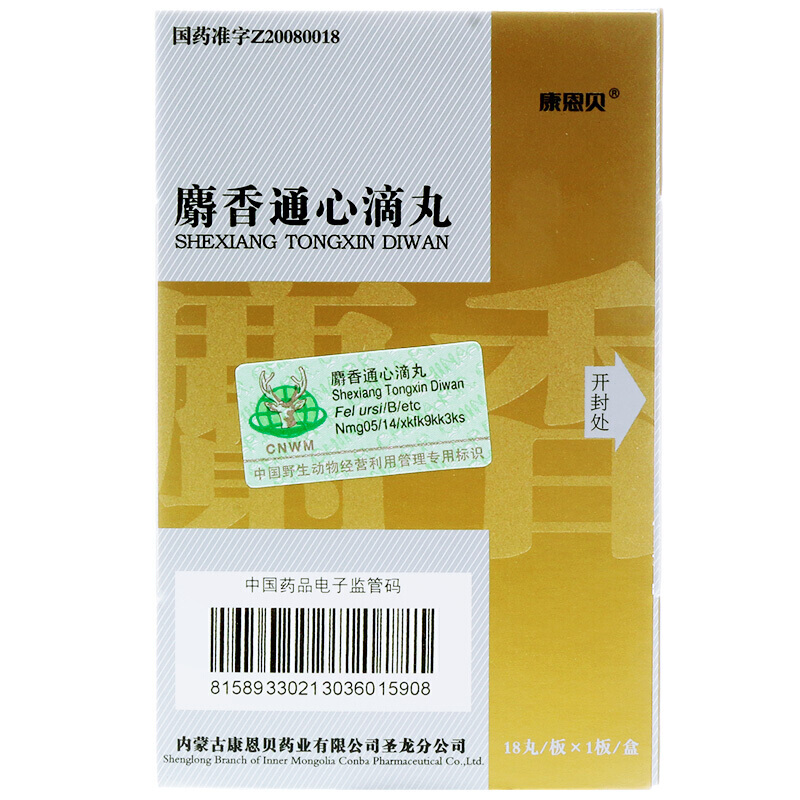 国药准字Z20080018
康恩贝®
麝香通心滴丸
SHEXIANG TONGXIN DIWAN
麝香
开封处
麝香通心滴丸
Shexiang Tongxin Diwan
Fel ursi/B/etc
Nmg05/14/xkfk9kk3ks
CNWM
中国野生动物经营利用管理专用标识
中国药品电子监管码
81589330213036015908
内蒙古康恩贝药业有限公司圣龙分公司
Shenglong Branch of Inner Mongolia Conba Pharmaceutical Co.,Ltd.
18丸/板×1板/盒